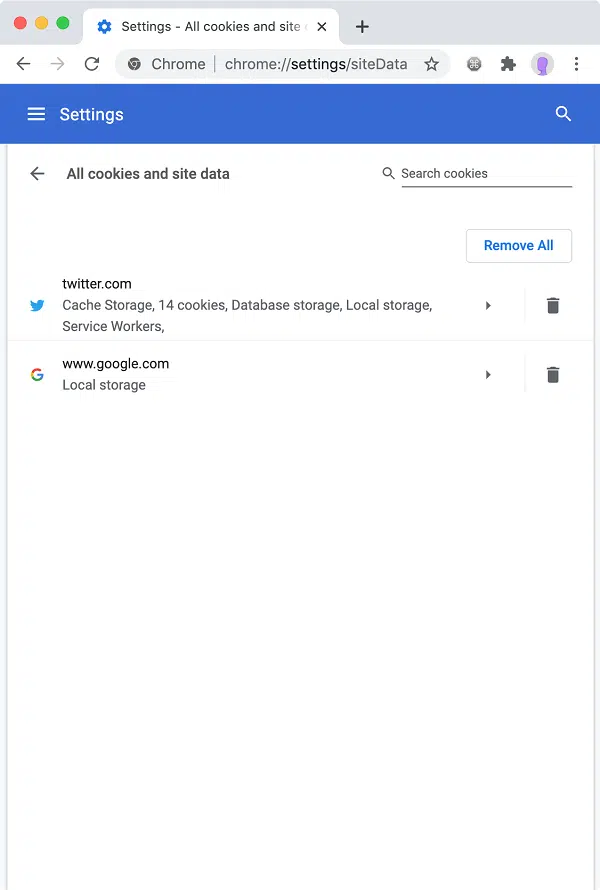 Settings - All cookies and site
Chrome | chrome://settings/siteData
Settings
All cookies and site data
Search cookies
Remove All
twitter.com
Cache Storage, 14 cookies, Database storage, Local storage,
Service Workers,
www.google.com
Local storage